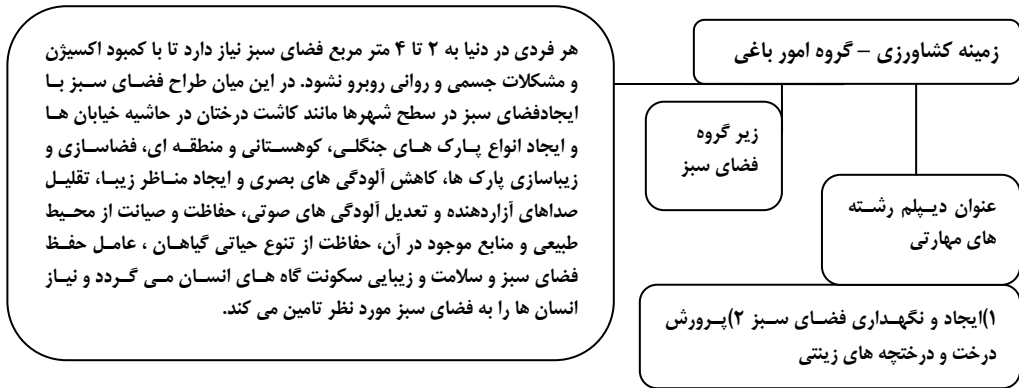 زمینه کشاورزی – گروه امور باغی
هر فردی در دنیا به ۲ تا ۴ متر مربع فضای سبز نیاز دارد تا با کمبود اکسیژن
و مشکلات جسمی و روانی روبرو نشود. در این میان طراح فضای سبز با
ایجادفضای سبز در سطح شهرها مانند کاشت درختان در حاشیه خیابان ها
و ایجاد انواع پارک های جنگلی، کوهستانی و منطقه ای، فضاسازی و
زیباسازی پارک ها، کاهش آلودگی های بصری و ایجاد مناظر زیبا، تقلیل
صداهای آزاردهنده و تعدیل آلودگی های صوتی، حفاظت و صیانت از محیط
طبیعی و منابع موجود در آن، حفاظت از تنوع حیاتی گیاهان ، عامل حفظ
فضای سبز و سلامت و زیبایی سکونت گاه های انسان می گردد و نیاز
انسان ها را به فضای سبز مورد نظر تامین می کند.
زیر گروه
فضای سبز
عنوان دیپلم رشته
های مهارتی
۱)ایجاد و نگهداری فضای سبز ۲)پرورش
درخت و درختچه های زینتی